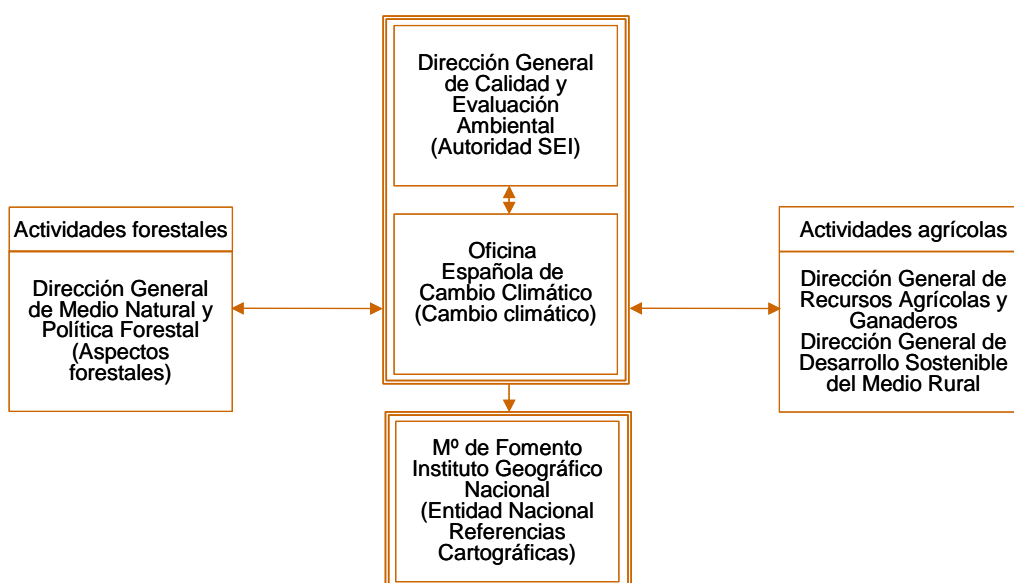 Dirección General
de Calidad y
Evaluación
Ambiental
(Autoridad SEI)
Actividades forestales
Dirección General
de Medio Natural y
Política Forestal
(Aspectos
forestales)
Oficina
Española de
Cambio Climático
(Cambio climático)
Actividades agrícolas
Dirección General de
Recursos Agrícolas y
Ganaderos
Dirección General de
Desarrollo Sostenible
del Medio Rural
Mº de Fomento
Instituto Geográfico
Nacional
(Entidad Nacional
Referencias
Cartográficas)